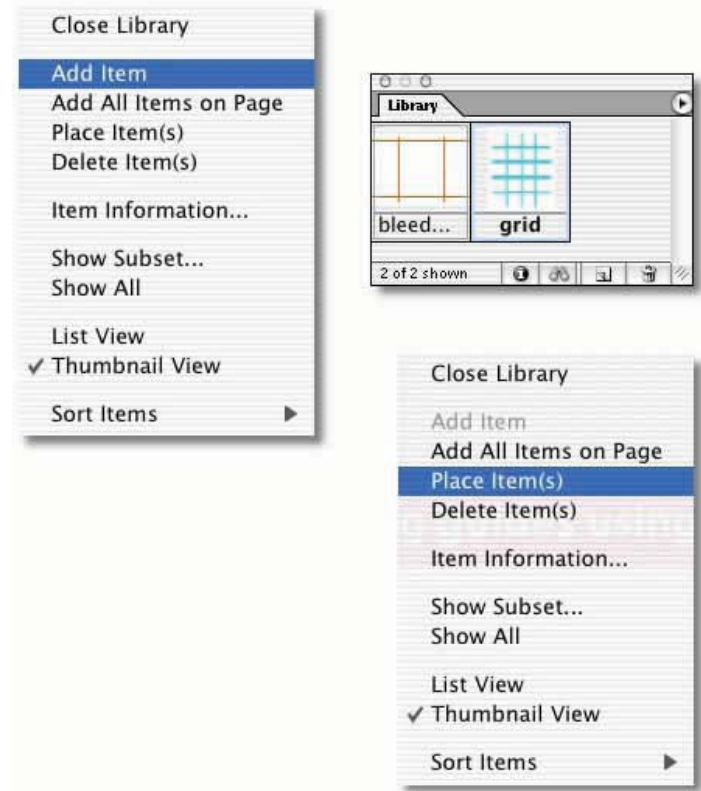 Close Library
Add Item
Add All Items on Page
Place Item(s)
Delete Item(s)
Item Information...
Show Subset...
Show All
List View
✓ Thumbnail View
Sort Items
Library
bleed...
grid
2 of 2 shown
Close Library
Add Item
Add All Items on Page
Place Item(s)
Delete Item(s)
Item Information...
Show Subset...
Show All
List View
✓ Thumbnail View
Sort Items